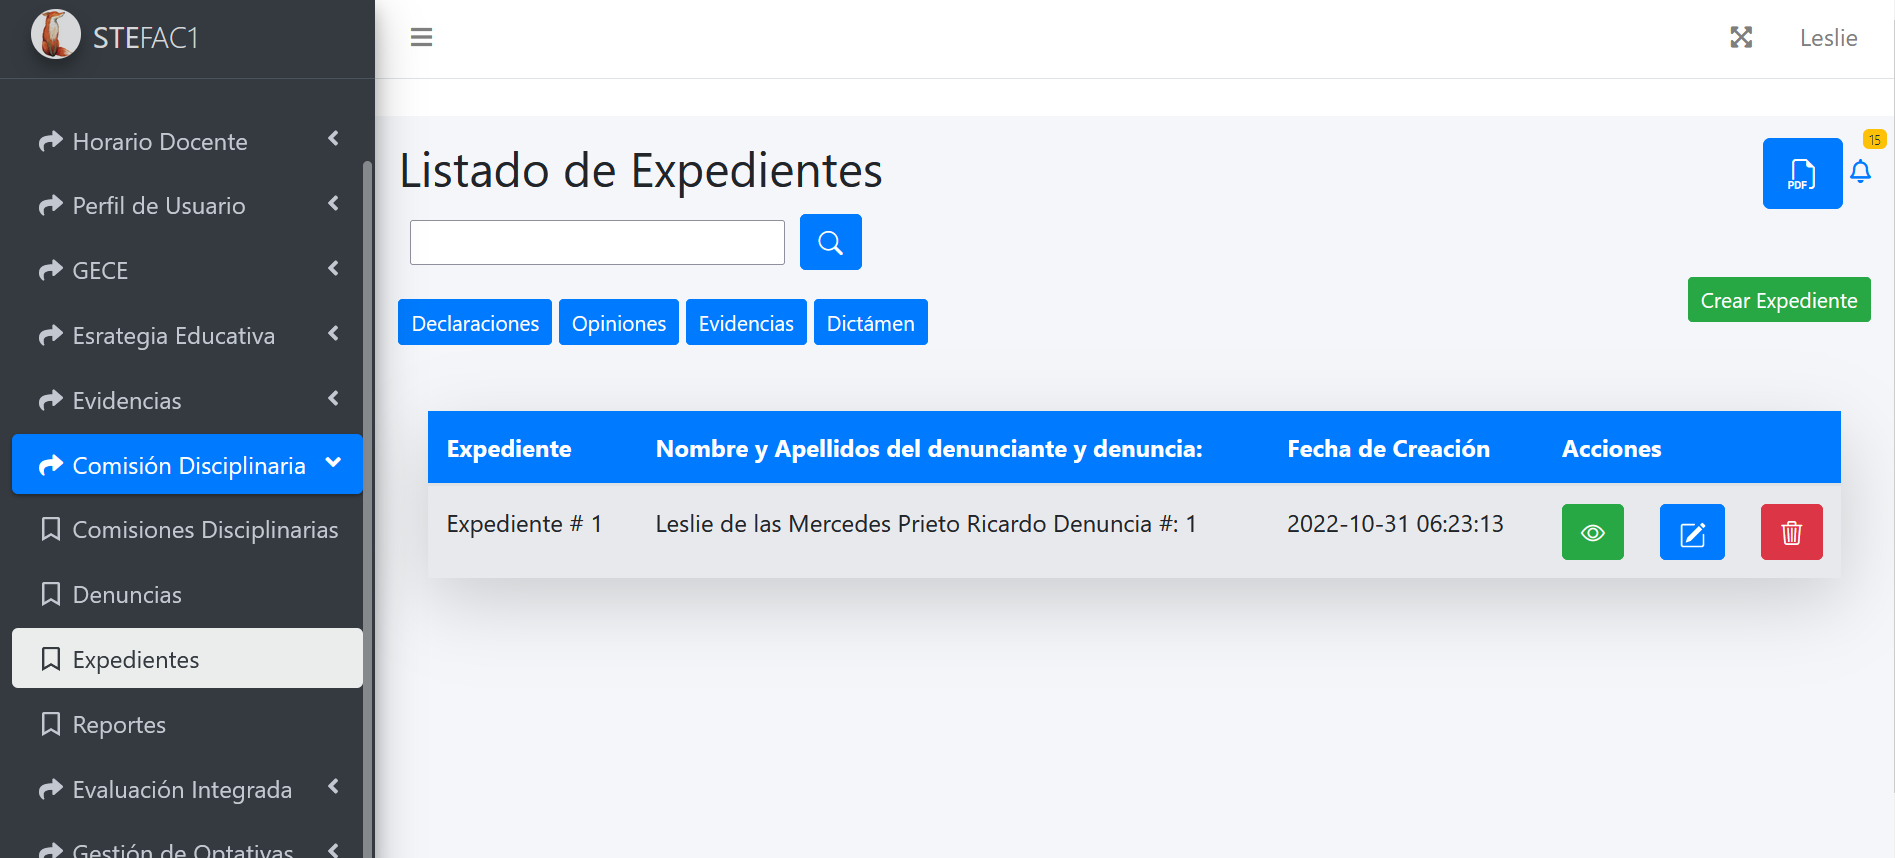 STEFAC1
Leslie
Horario Docente
Perfil de Usuario
GECE
Esrategia Educativa
Evidencias
Comisión Disciplinaria
Comisiones Disciplinarias
Denuncias
Expedientes
Reportes
Evaluación Integrada
Gestión de Optativas
Listado de Expedientes
PDF
15
Crear Expediente
Declaraciones Opiniones Evidencias Dictámen
Expediente Nombre y Apellidos del denunciante y denuncia: Fecha de Creación Acciones
Expediente # 1 Leslie de las Mercedes Prieto Ricardo Denuncia #: 1 2022-10-31 06:23:13